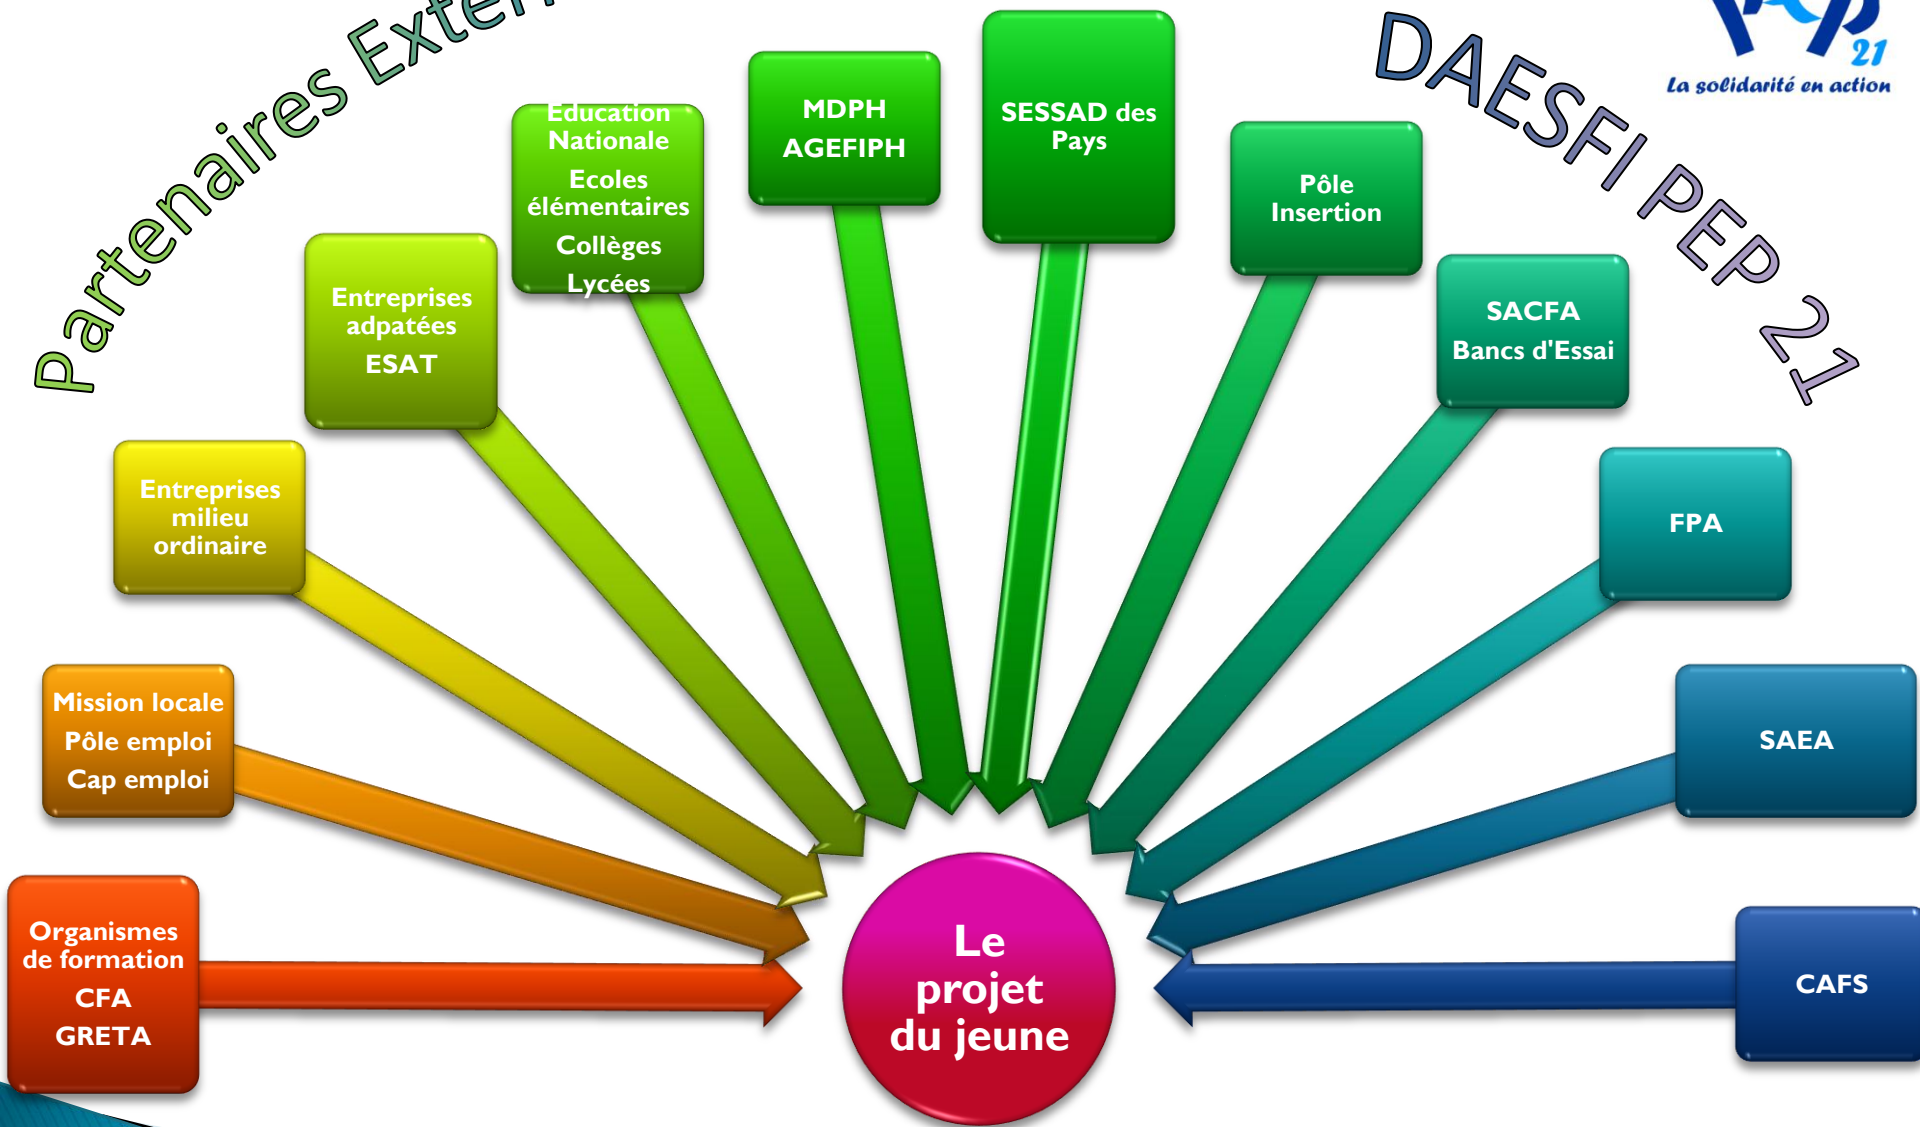 Partenaires
DAESFI PEP 21
21
La solidarité en action
Education
Nationale
Ecoles
élémentaires
Collèges
Lycées
MDPH
AGEFIPH
SESSAD des
Pays
Pôle
Insertion
Entreprises
adpatées
ESAT
SACFA
Bancs d'Essai
Entreprises
milieu
ordinaire
FPA
Mission locale
Pôle emploi
Cap emploi
SAEA
Organismes
de formation
CFA
GRETA
CAFS
Le
projet
du jeune